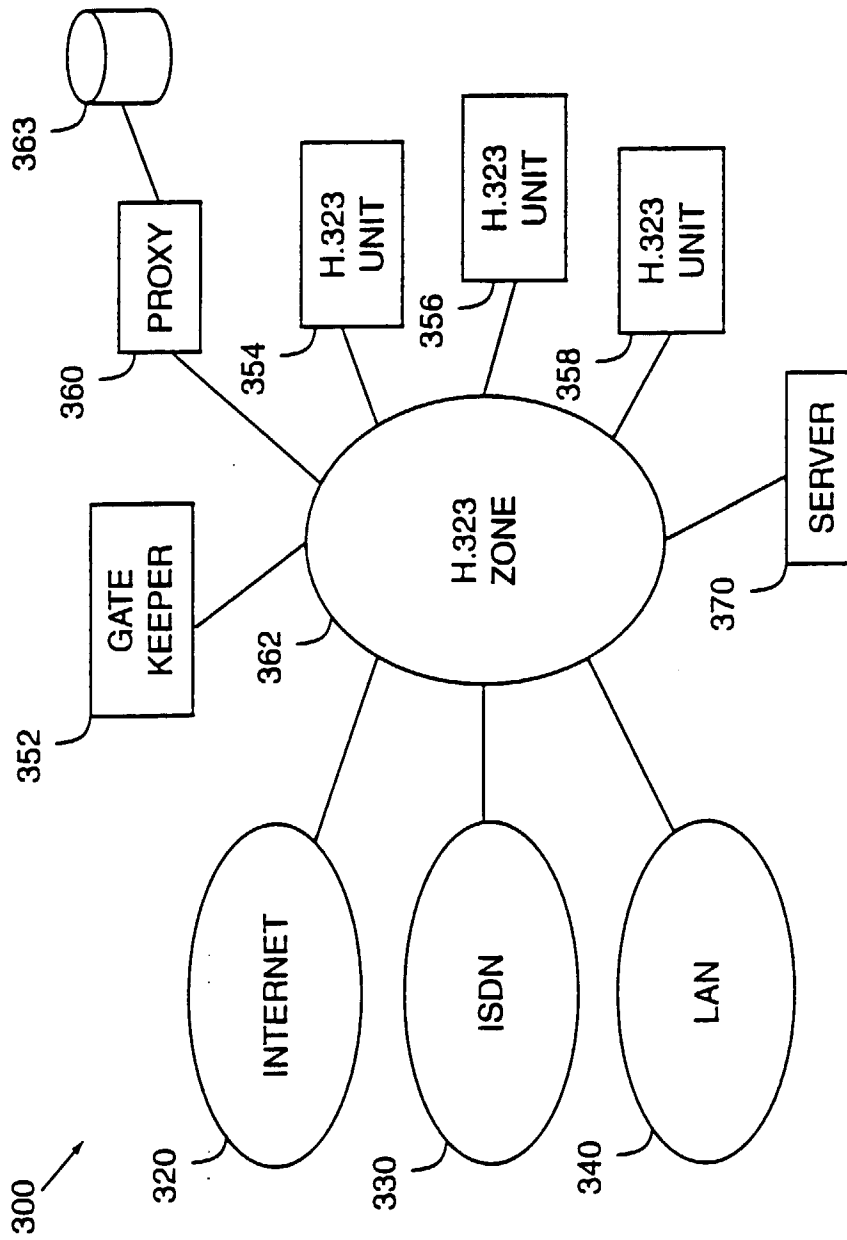 300
320
INTERNET
330
ISDN
340
LAN
352
GATE
KEEPER
362
H.323
ZONE
360
PROXY
363
354
H.323
UNIT
356
H.323
UNIT
358
H.323
UNIT
370
SERVER